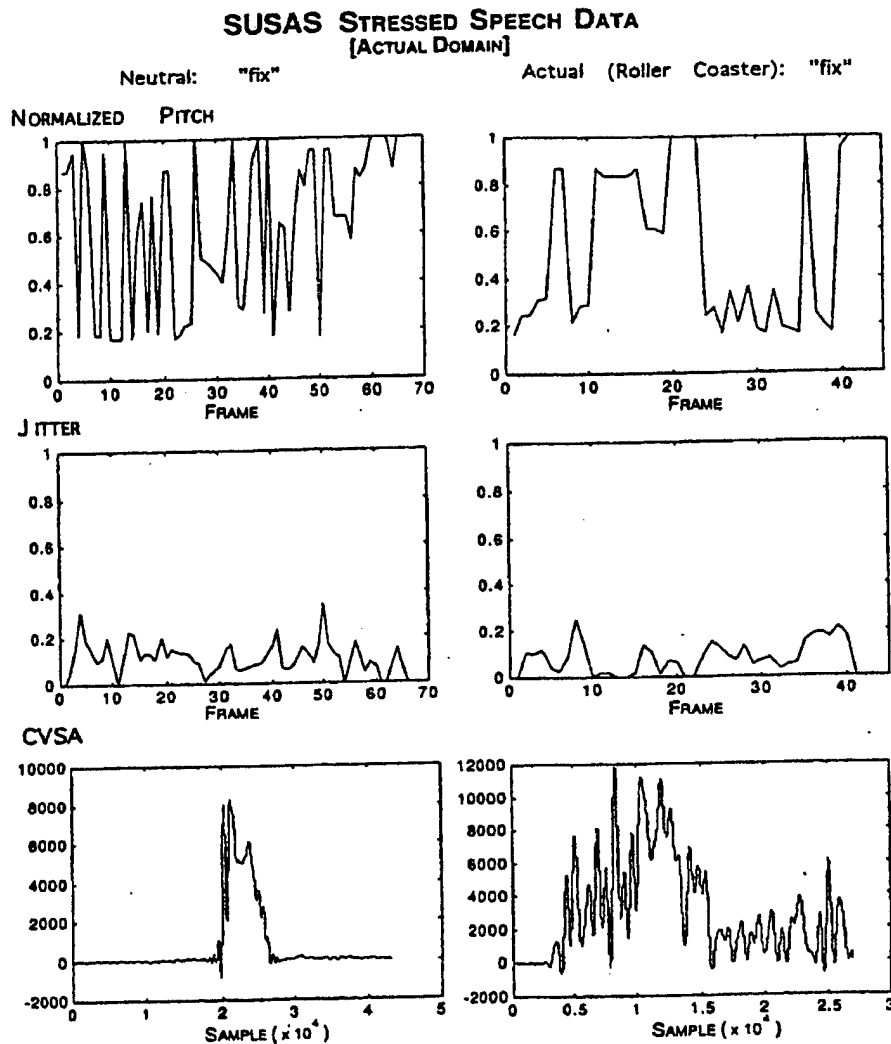 SUSAS STRESSED SPEECH DATA
[ACTUAL DOMAIN]
Neutral: "fix"
Actual (Roller Coaster): "fix"
NORMALIZED PITCH
1
0.8
0.6
0.4
0.2
0
0 10 20 30 40 50 60 70
FRAME
1
0.8
0.6
0.4
0.2
0
0 10 20 30 40
FRAME
JITTER
1
0.8
0.6
0.4
0.2
0
0 10 20 30 40 50 60 70
FRAME
1
0.8
0.6
0.4
0.2
0
0 10 20 30 40
FRAME
CVSA
10000
8000
6000
4000
2000
0
-2000
0 1 2 3 4 5
SAMPLE (x 10^4)
12000
10000
8000
6000
4000
2000
0
-2000
0 0.5 1 1.5 2 2.5 3
SAMPLE (x 10^4)